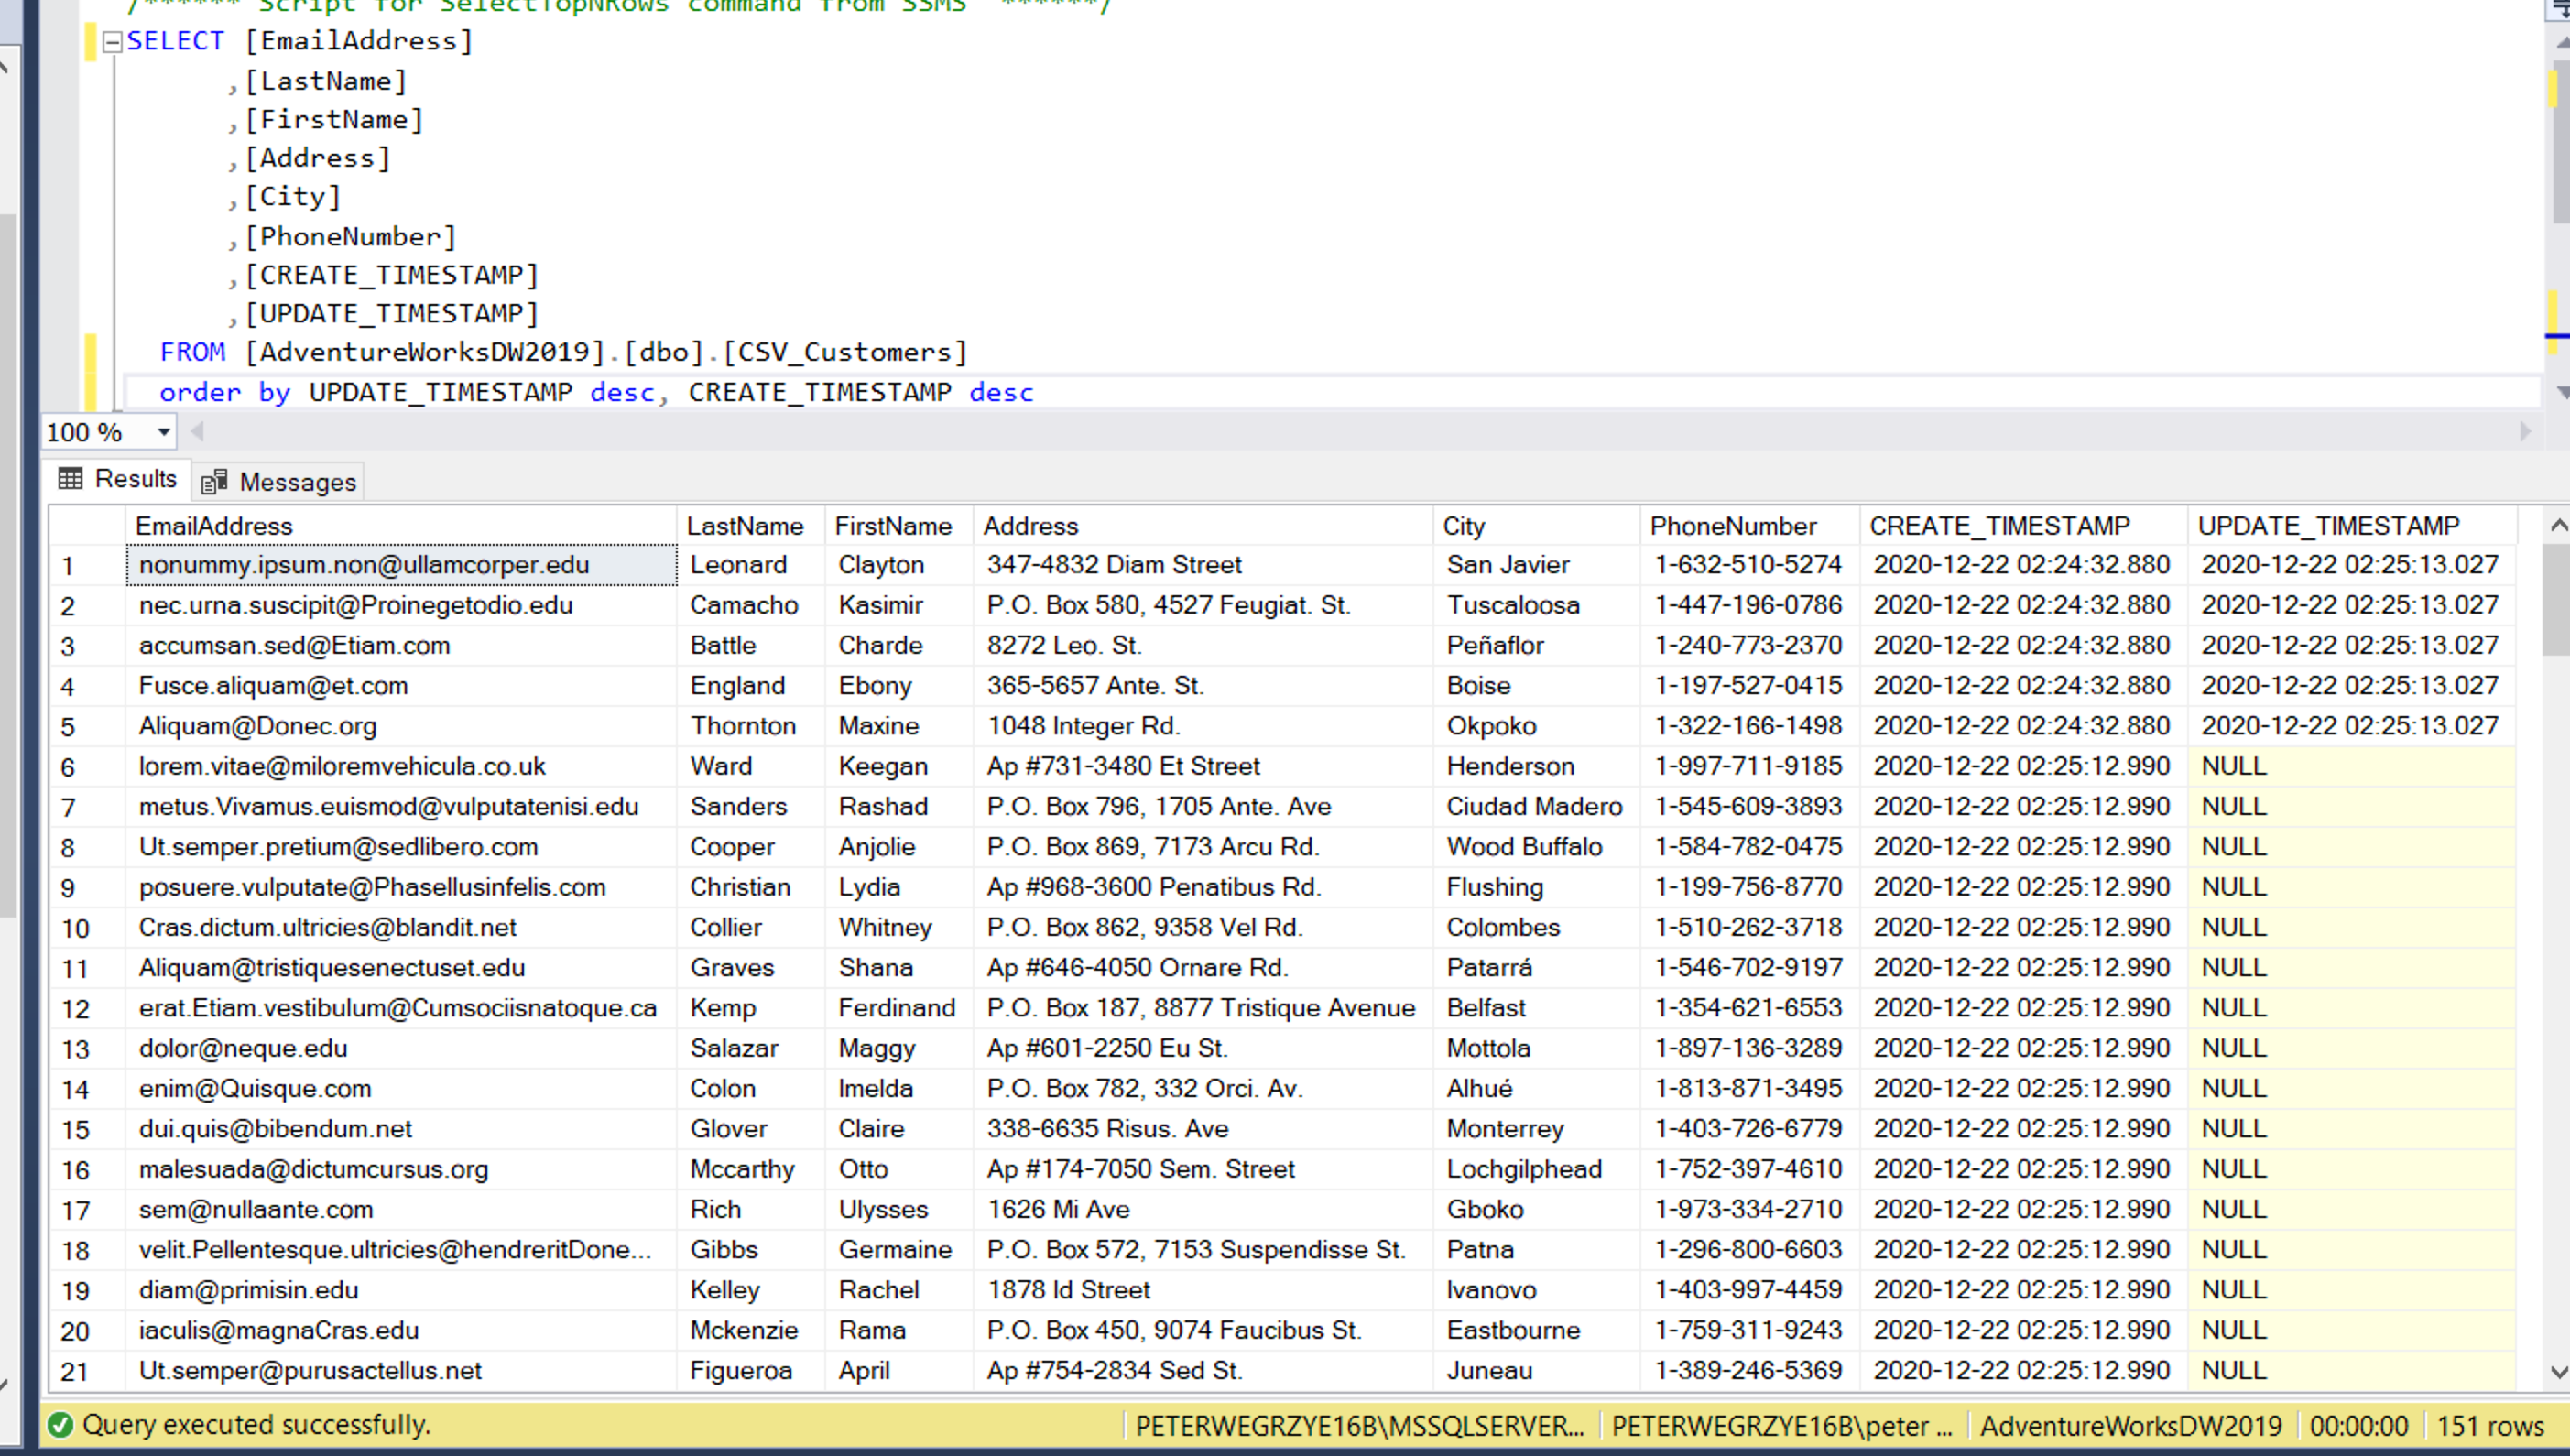 /****** Script for SelectTopNRows command from SSMS ******/
SELECT [EmailAddress]
,[LastName]
,[FirstName]
,[Address]
,[City]
,[PhoneNumber]
,[CREATE_TIMESTAMP]
,[UPDATE_TIMESTAMP]
FROM [AdventureWorksDW2019].[dbo].[CSV_Customers]
order by UPDATE_TIMESTAMP desc, CREATE_TIMESTAMP desc
100 %
Results Messages
EmailAddress LastName FirstName Address City PhoneNumber CREATE_TIMESTAMP UPDATE_TIMESTAMP
1 nonummy.ipsum.non@ullamcorper.edu Leonard Clayton 347-4832 Diam Street San Javier 1-632-510-5274 2020-12-22 02:24:32.880 2020-12-22 02:25:13.027
2 nec.urna.suscipit@Proinegetodio.edu Camacho Kasimir P.O. Box 580, 4527 Feugiat. St. Tuscaloosa 1-447-196-0786 2020-12-22 02:24:32.880 2020-12-22 02:25:13.027
3 accumsan.sed@Etiam.com Battle Charde 8272 Leo. St. Peñaflor 1-240-773-2370 2020-12-22 02:24:32.880 2020-12-22 02:25:13.027
4 Fusce.aliquam@et.com England Ebony 365-5657 Ante. St. Boise 1-197-527-0415 2020-12-22 02:24:32.880 2020-12-22 02:25:13.027
5 Aliquam@Donec.org Thornton Maxine 1048 Integer Rd. Okpoko 1-322-166-1498 2020-12-22 02:24:32.880 2020-12-22 02:25:13.027
6 lorem.vitae@miloremvehicula.co.uk Ward Keegan Ap #731-3480 Et Street Henderson 1-997-711-9185 2020-12-22 02:25:12.990 NULL
7 metus.Vivamus.euismod@vulputatenisi.edu Sanders Rashad P.O. Box 796, 1705 Ante. Ave Ciudad Madero 1-545-609-3893 2020-12-22 02:25:12.990 NULL
8 Ut.semper.pretium@sedlibero.com Cooper Anjolie P.O. Box 869, 7173 Arcu Rd. Wood Buffalo 1-584-782-0475 2020-12-22 02:25:12.990 NULL
9 posuere.vulputate@Phasellusinfelis.com Christian Lydia Ap #968-3600 Penatibus Rd. Flushing 1-199-756-8770 2020-12-22 02:25:12.990 NULL
10 Cras.dictum.ultricies@blandit.net Collier Whitney P.O. Box 862, 9358 Vel Rd. Colombes 1-510-262-3718 2020-12-22 02:25:12.990 NULL
11 Aliquam@tristiquesenectuset.edu Graves Shana Ap #646-4050 Ornare Rd. Patarrá 1-546-702-9197 2020-12-22 02:25:12.990 NULL
12 erat.Etiam.vestibulum@Cumsociisnatoque.ca Kemp Ferdinand P.O. Box 187, 8877 Tristique Avenue Belfast 1-354-621-6553 2020-12-22 02:25:12.990 NULL
13 dolor@neque.edu Salazar Maggy Ap #601-2250 Eu St. Mottola 1-897-136-3289 2020-12-22 02:25:12.990 NULL
14 enim@Quisque.com Colon Imelda P.O. Box 782, 332 Orci. Av. Alhué 1-813-871-3495 2020-12-22 02:25:12.990 NULL
15 dui.quis@bibendum.net Glover Claire 338-6635 Risus. Ave Monterrey 1-403-726-6779 2020-12-22 02:25:12.990 NULL
16 malesuada@dictumcursus.org Mccarthy Otto Ap #174-7050 Sem. Street Lochgilphead 1-752-397-4610 2020-12-22 02:25:12.990 NULL
17 sem@nullaante.com Rich Ulysses 1626 Mi Ave Gboko 1-973-334-2710 2020-12-22 02:25:12.990 NULL
18 velit.Pellentesque.ultricies@hendreritDone... Gibbs Germaine P.O. Box 572, 7153 Suspendisse St. Patna 1-296-800-6603 2020-12-22 02:25:12.990 NULL
19 diam@primisin.edu Kelley Rachel 1878 Id Street Ivanovo 1-403-997-4459 2020-12-22 02:25:12.990 NULL
20 iaculis@magnaCras.edu Mckenzie Rama P.O. Box 450, 9074 Faucibus St. Eastbourne 1-759-311-9243 2020-12-22 02:25:12.990 NULL
21 Ut.semper@purusactellus.net Figueroa April Ap #754-2834 Sed St. Juneau 1-389-246-5369 2020-12-22 02:25:12.990 NULL
Query executed successfully. PETERWEGRZYE16B\MSSQLSERVER... PETERWEGRZYE16B\peter ... AdventureWorksDW2019 00:00:00 151 rows